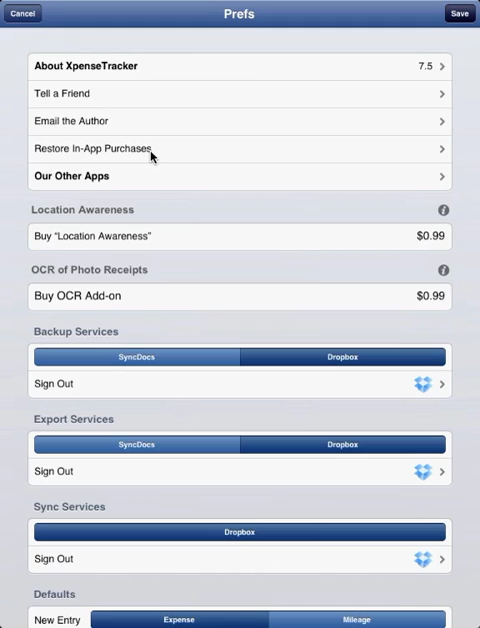 Cancel
Prefs
Save
About XpenseTracker 7.5
Tell a Friend
Email the Author
Restore In-App Purchases
Our Other Apps
Location Awareness
Buy “Location Awareness” $0.99
OCR of Photo Receipts
Buy OCR Add-on $0.99
Backup Services
SyncDocs Dropbox
Sign Out
Export Services
SyncDocs Dropbox
Sign Out
Sync Services
Dropbox
Sign Out
Defaults
New Entry Expense Mileage